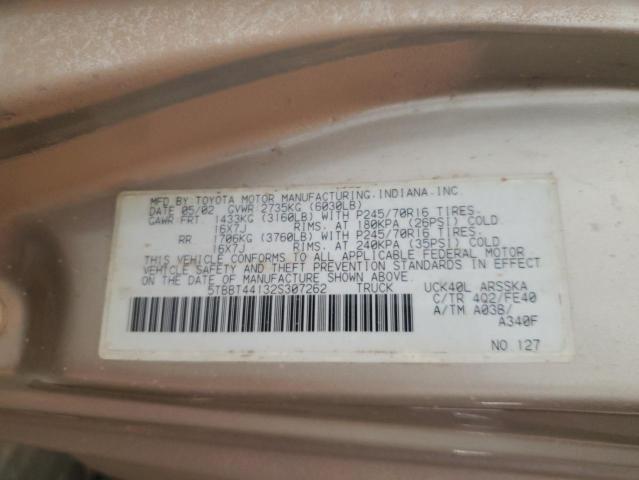 MFD BY TOYOTA MOTOR MANUFACTURING,INDIANA,INC.
DATE 05/02 GVWR 2735KG (6030LB)
GAWR FRT. 1433KG (3160LB) WITH P245/70R16 TIRES.
16X7J RIMS. AT 180KPA (26PSI) COLD
RR 1706KG (3760LB) WITH P245/70R16 TIRES.
16X7J RIMS. AT 240KPA (35PSI) COLD
THIS VEHICLE CONFORMS TO ALL APPLICABLE FEDERAL MOTOR
VEHICLE SAFETY AND THEFT PREVENTION STANDARDS IN EFFECT
ON THE DATE OF MANUFACTURE SHOWN ABOVE.
5TBBT44132S307262 TRUCK UCK40L ARSSKA
C/TR 4Q2/FE40
A/TM A03B/
A340F
NO.127